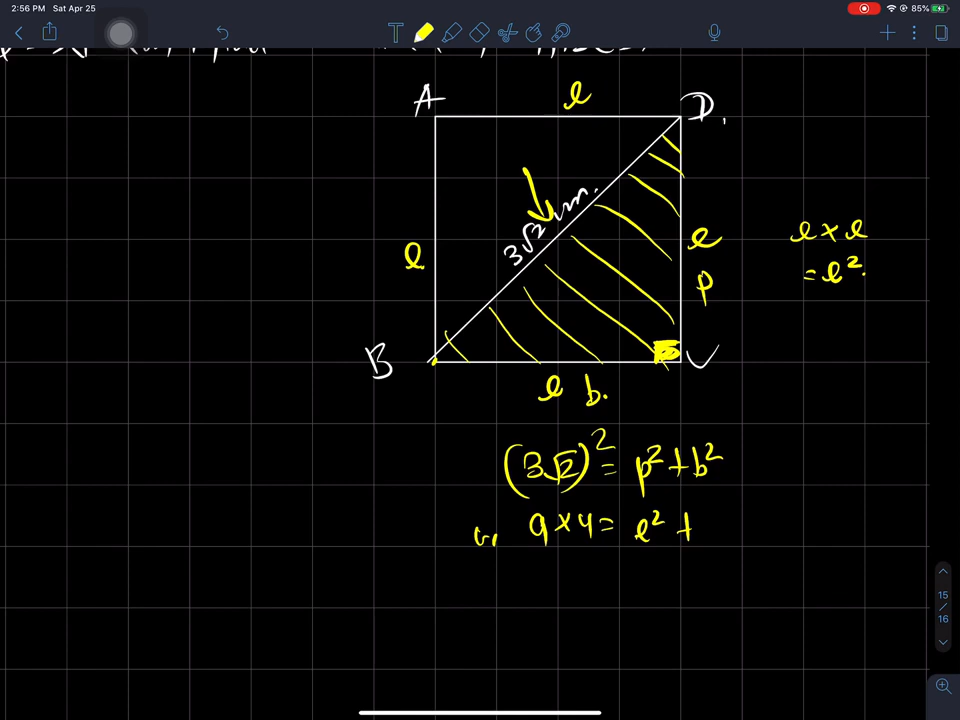 2:56 PM Sat Apr 25
85%
A
l
D.
3√2 cm.
l
l
p
l × l
= l².
B
C
l b.
(3√2)² = p² + b²
9 × 4 = l² +
15
/
16